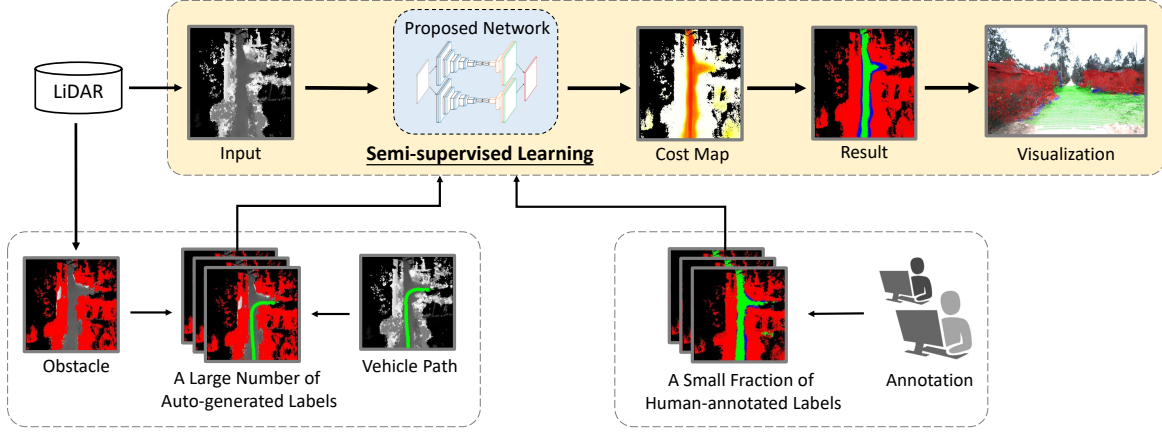 Proposed Network
LiDAR
Input
Semi-supervised Learning
Cost Map
Result
Visualization
Obstacle
A Large Number of
Auto-generated Labels
Vehicle Path
A Small Fraction of
Human-annotated Labels
Annotation